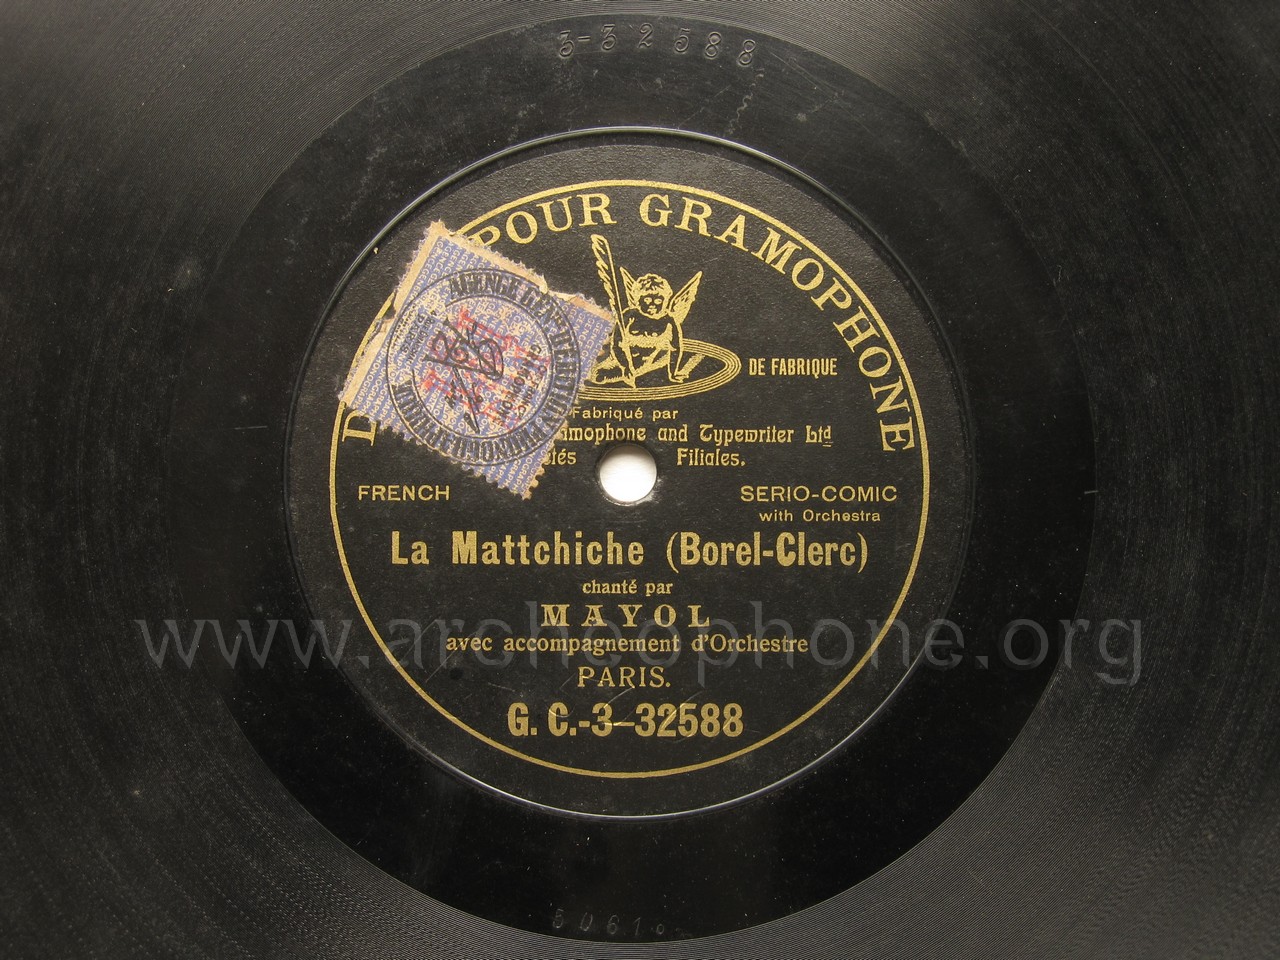 3-32588
POUR GRAMOPHONE
DE FABRIQUE
Fabriqué par
and Typewriter Ltd
Filiales.
FRENCH
SERIO-COMIC
with Orchestra
La Mattchiche (Borel-Clerc)
chanté par
MAYOL
avec accompagnement d'Orchestre
PARIS.
G. C.-3-32588
www.archeophone.org